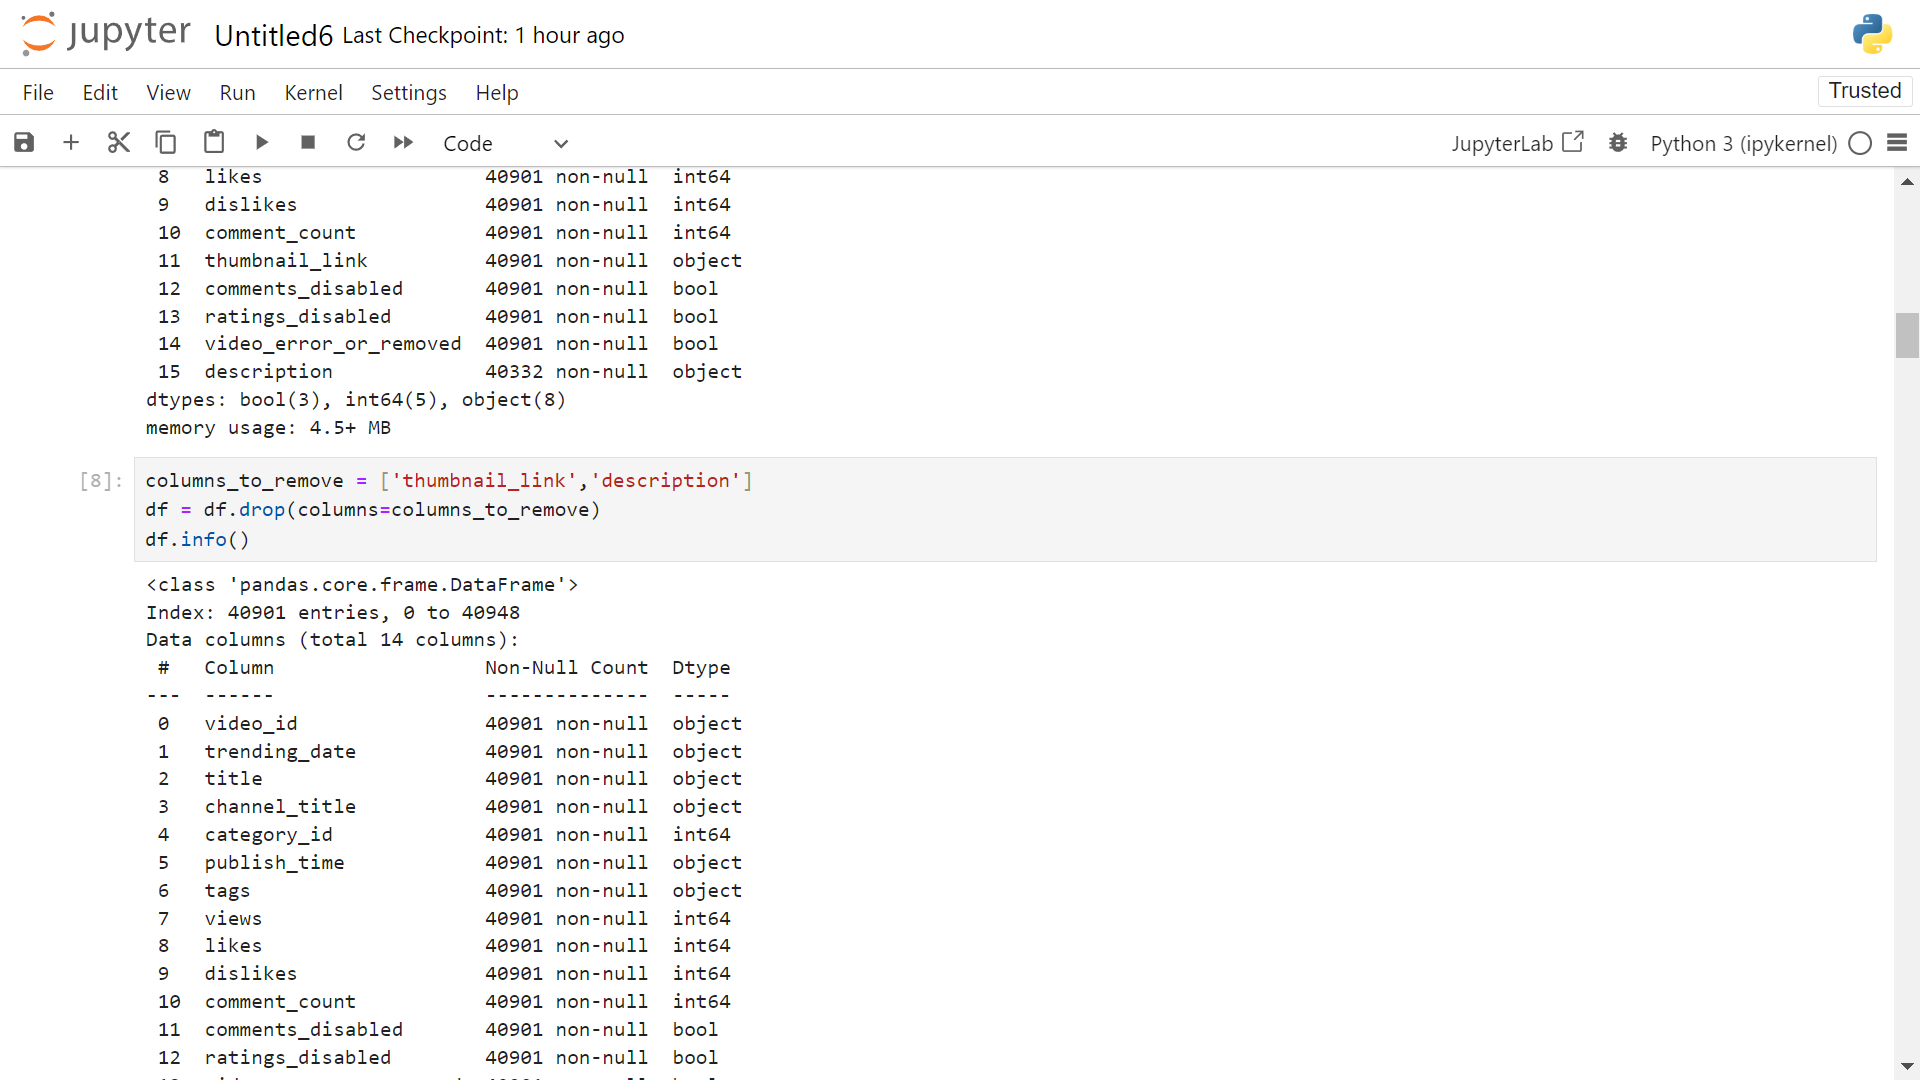 jupyter Untitled6 Last Checkpoint: 1 hour ago
File Edit View Run Kernel Settings Help Trusted
Code JupyterLab Python 3 (ipykernel)
8 likes 40901 non-null int64
9 dislikes 40901 non-null int64
10 comment_count 40901 non-null int64
11 thumbnail_link 40901 non-null object
12 comments_disabled 40901 non-null bool
13 ratings_disabled 40901 non-null bool
14 video_error_or_removed 40901 non-null bool
15 description 40332 non-null object
dtypes: bool(3), int64(5), object(8)
memory usage: 4.5+ MB
[8]: columns_to_remove = ['thumbnail_link','description']
df = df.drop(columns=columns_to_remove)
df.info()
<class 'pandas.core.frame.DataFrame'>
Index: 40901 entries, 0 to 40948
Data columns (total 14 columns):
# Column Non-Null Count Dtype
--- ------ -------------- -----
0 video_id 40901 non-null object
1 trending_date 40901 non-null object
2 title 40901 non-null object
3 channel_title 40901 non-null object
4 category_id 40901 non-null int64
5 publish_time 40901 non-null object
6 tags 40901 non-null object
7 views 40901 non-null int64
8 likes 40901 non-null int64
9 dislikes 40901 non-null int64
10 comment_count 40901 non-null int64
11 comments_disabled 40901 non-null bool
12 ratings_disabled 40901 non-null bool